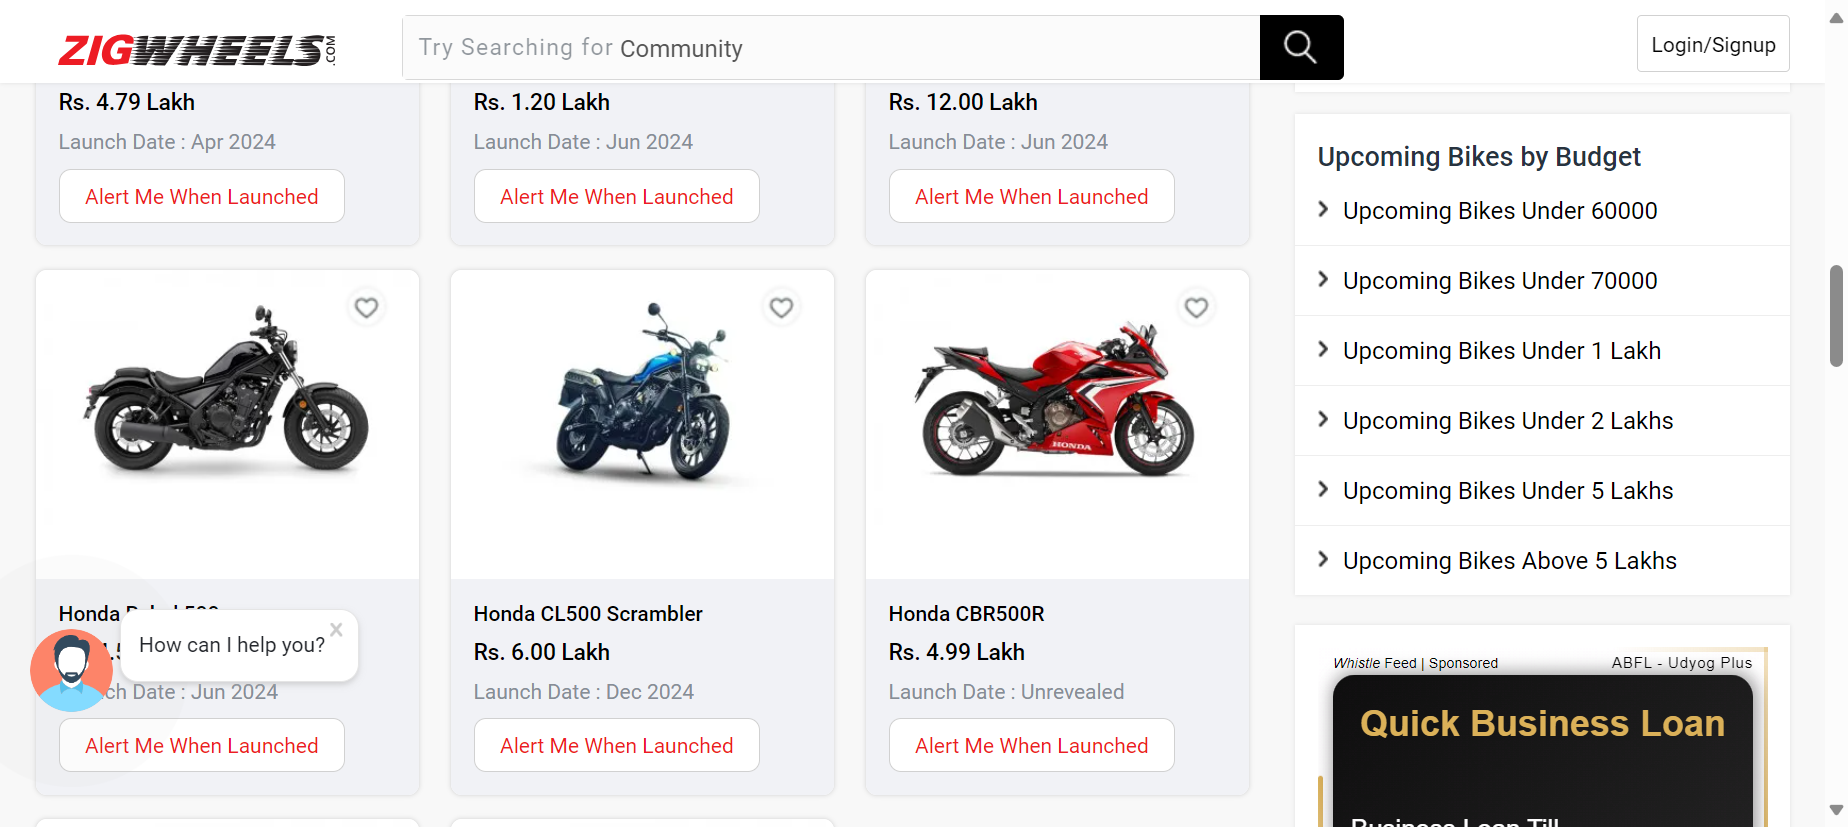 ZIGWHEELS.COM
Try Searching for Community
Login/Signup
Rs. 4.79 Lakh
Launch Date : Apr 2024
Alert Me When Launched
Rs. 1.20 Lakh
Launch Date : Jun 2024
Alert Me When Launched
Rs. 12.00 Lakh
Launch Date : Jun 2024
Alert Me When Launched
Honda
Date : Jun 2024
Alert Me When Launched
How can I help you?
Honda CL500 Scrambler
Rs. 6.00 Lakh
Launch Date : Dec 2024
Alert Me When Launched
HONDA
Honda CBR500R
Rs. 4.99 Lakh
Launch Date : Unrevealed
Alert Me When Launched
Upcoming Bikes by Budget
Upcoming Bikes Under 60000
Upcoming Bikes Under 70000
Upcoming Bikes Under 1 Lakh
Upcoming Bikes Under 2 Lakhs
Upcoming Bikes Under 5 Lakhs
Upcoming Bikes Above 5 Lakhs
Whistle Feed | Sponsored
ABFL - Udyog Plus
Quick Business Loan
Business Loan Till